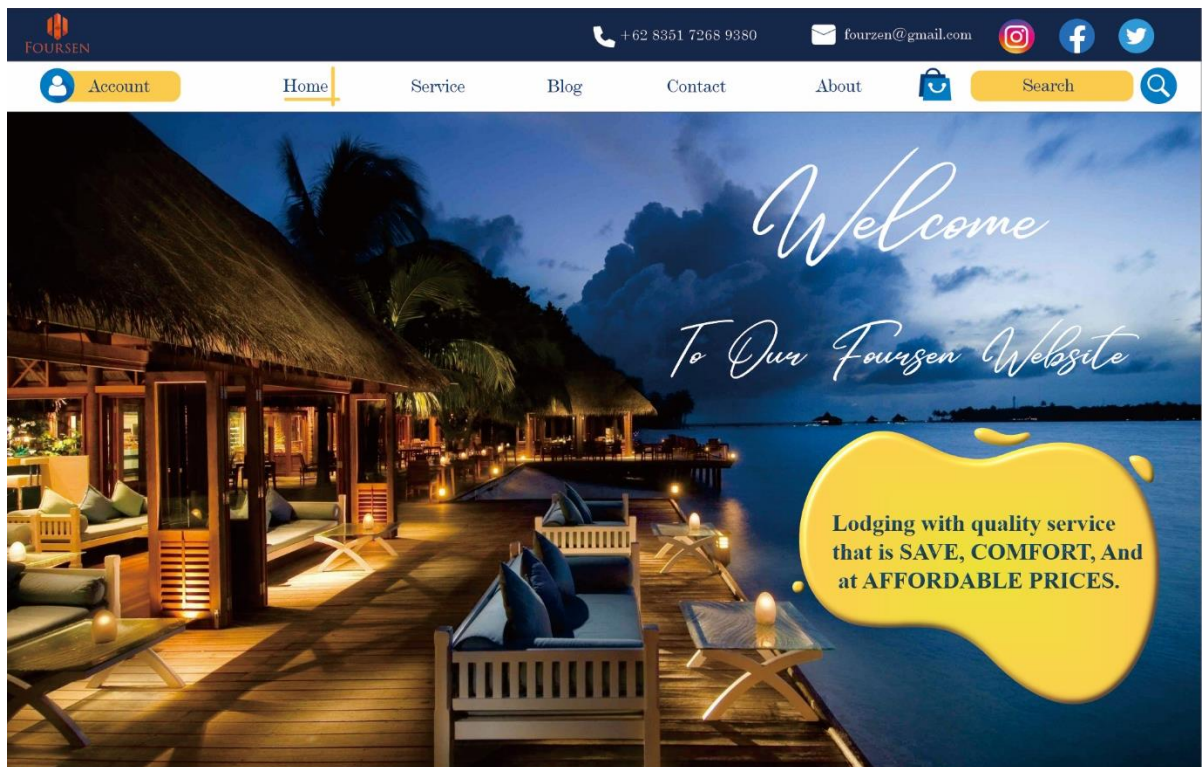 FOURSEN
+62 8351 7268 9380
fourzen@gmail.com
Account
Home
Service
Blog
Contact
About
Search
Welcome
To Our Foursen Website
Lodging with quality service
that is SAVE, COMFORT, And
at AFFORDABLE PRICES.